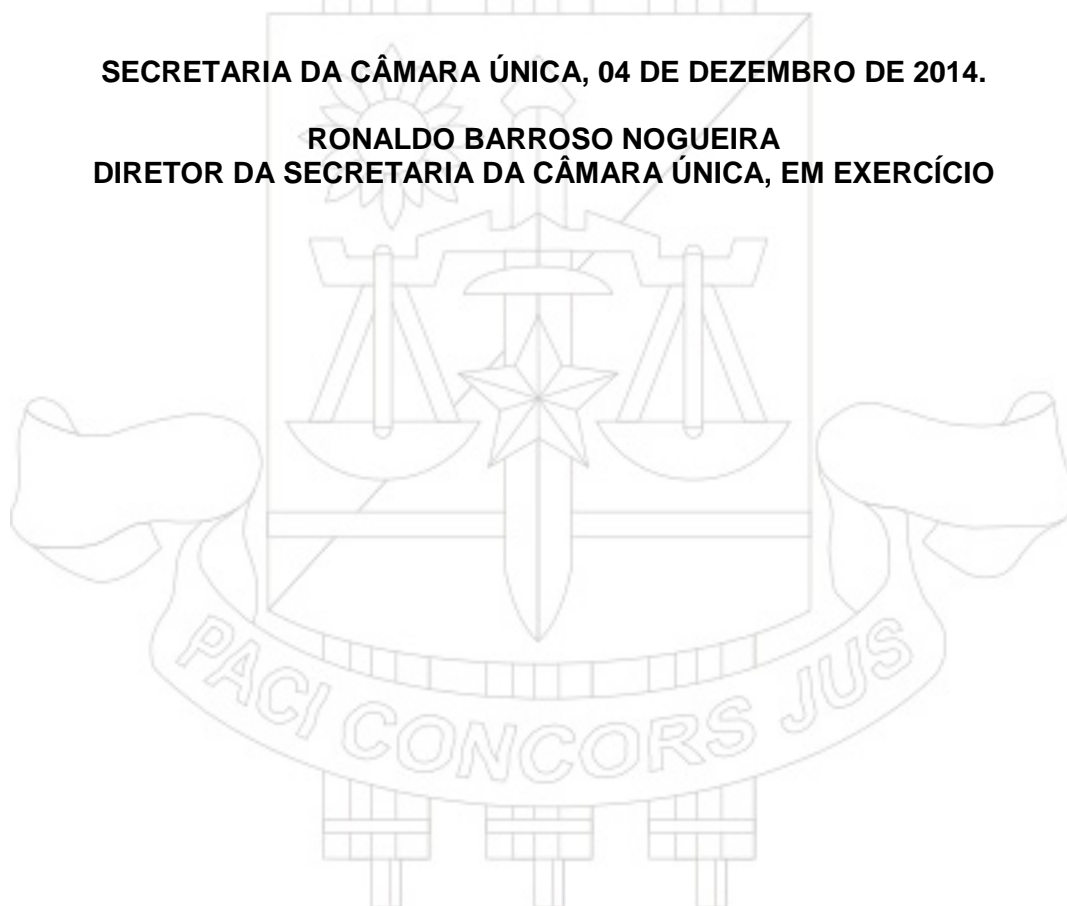 SECRETARIA DA CÂMARA ÚNICA, 04 DE DEZEMBRO DE 2014.
RONALDO BARROSO NOGUEIRA
DIRETOR DA SECRETARIA DA CÂMARA ÚNICA, EM EXERCÍCIO
PACI CONCORS JUS